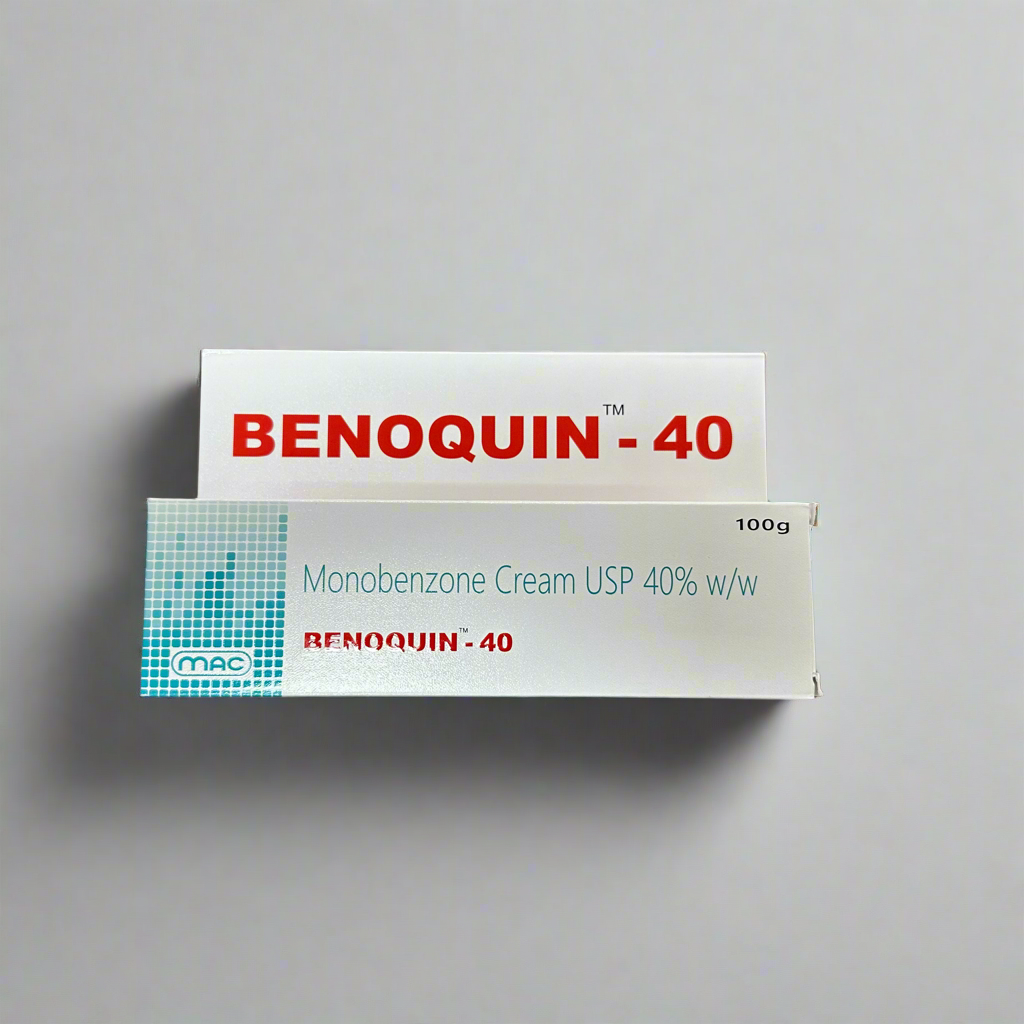 BENOQUIN™ - 40
100g
Monobenzone Cream USP 40% w/w
BENOQUIN™ - 40
MAC